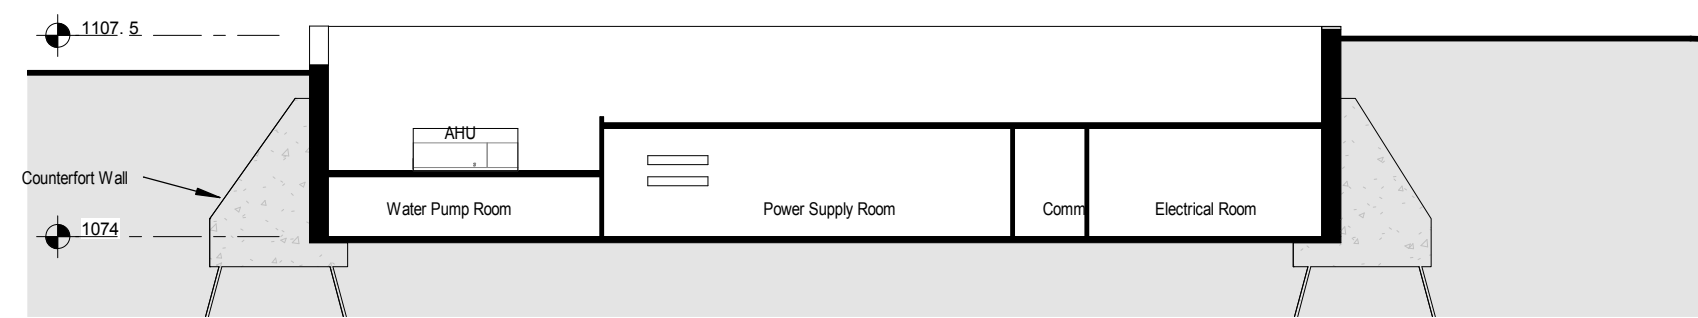 1107. 5
AHU
Counterfort Wall
Water Pump Room
Power Supply Room
Comm
Electrical Room
1074